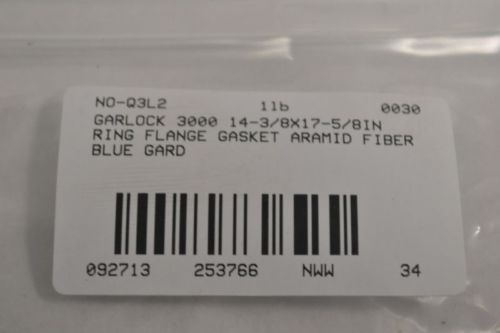 NO-Q3L2 1lb 0030
GARLOCK 3000 14-3/8X17-5/8IN
RING FLANGE GASKET ARAMID FIBER
BLUE GARD
092713 253766 NWW 34